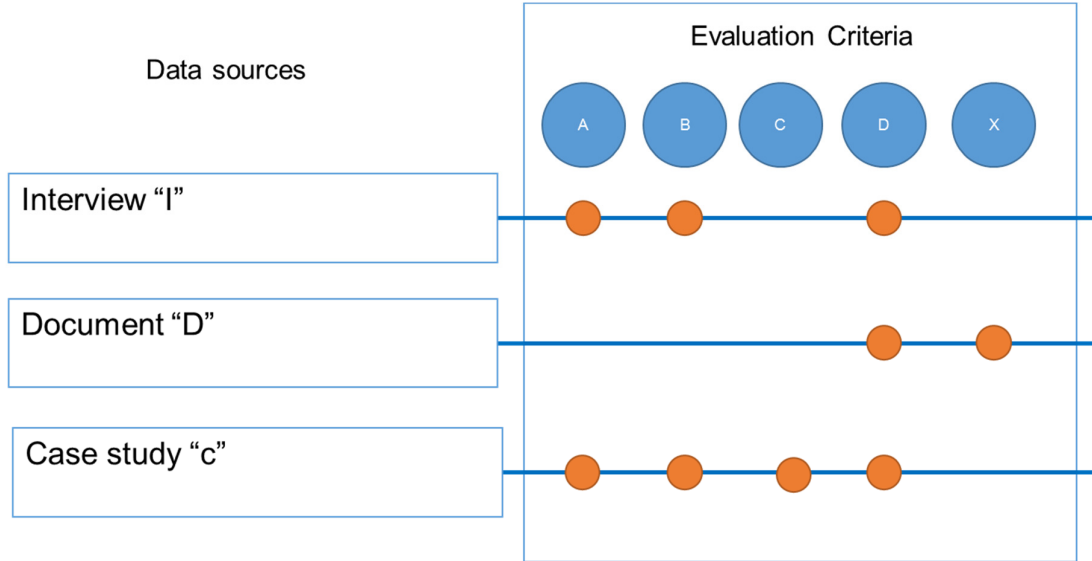 Evaluation Criteria
Data sources
A B C D X
Interview “I”
Document “D”
Case study “c”